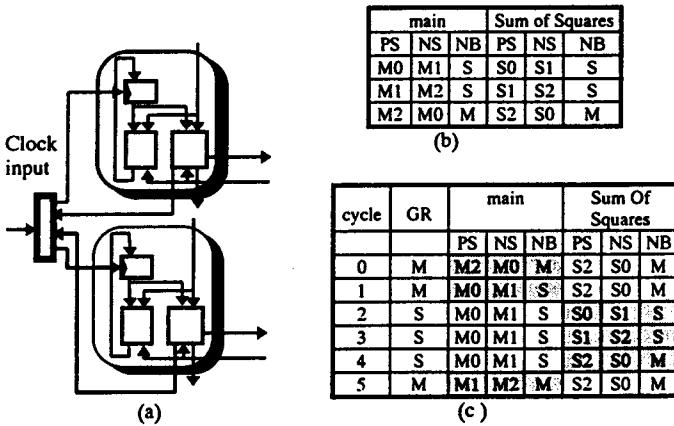 Clock
input
(a)
main Sum of Squares
PS NS NB PS NS NB
M0 M1 S S0 S1 S
M1 M2 S S1 S2 S
M2 M0 M S2 S0 M
(b)
cycle GR main Sum Of
Squares
PS NS NB PS NS NB
0 M M2 M0 M S2 S0 M
1 M M0 M1 S S2 S0 M
2 S M0 M1 S S0 S1 S
3 S M0 M1 S S1 S2 S
4 S M0 M1 S S2 S0 M
5 M M1 M2 M S2 S0 M
(c)